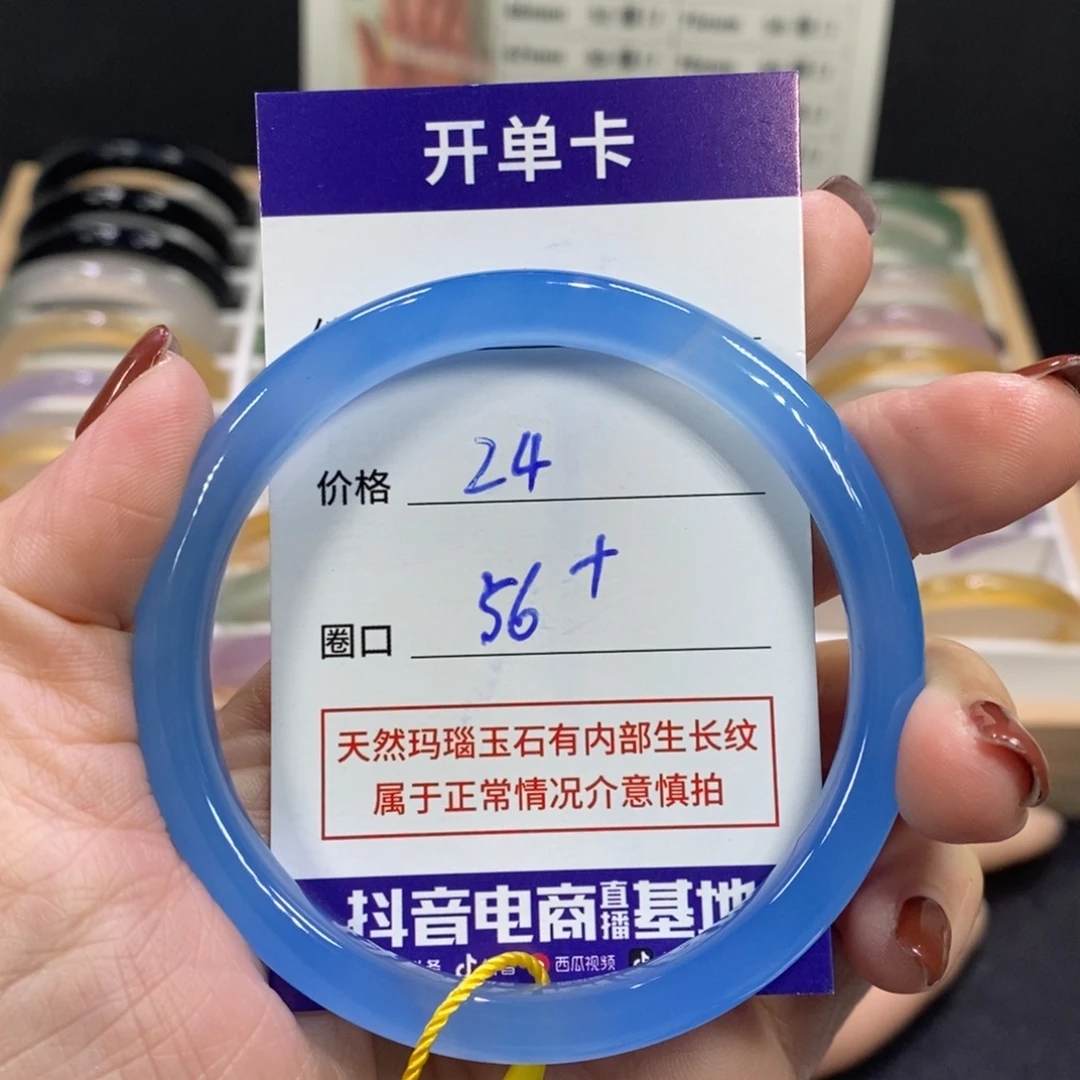 开单卡
价格 24
圈口 56+
天然玛瑙玉石有内部生长纹
属于正常情况介意慎拍
抖音电商直播基地
西瓜视频